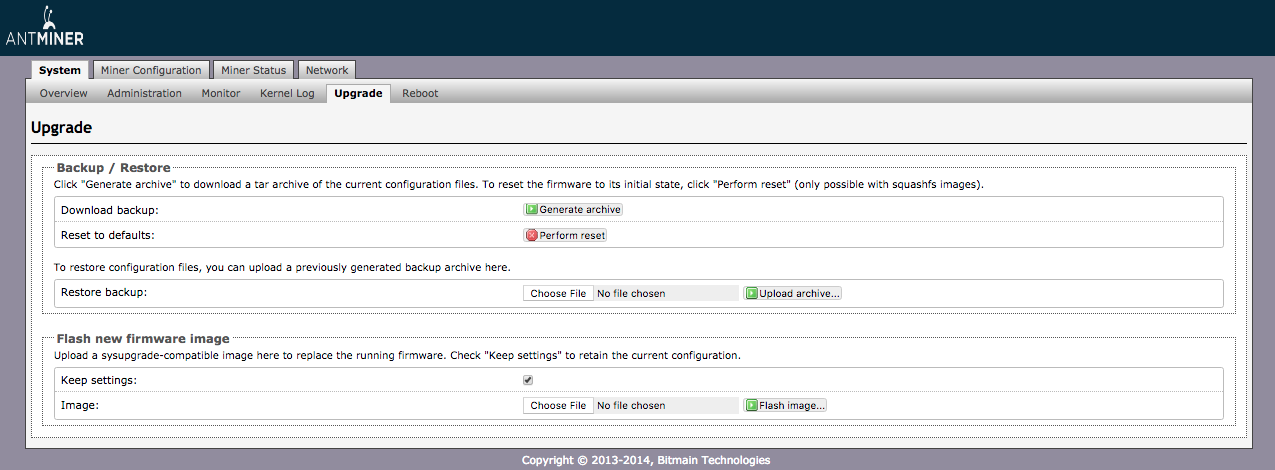 ANTMINER
System Miner Configuration Miner Status Network
Overview Administration Monitor Kernel Log Upgrade Reboot
Upgrade
Backup / Restore
Click "Generate archive" to download a tar archive of the current configuration files. To reset the firmware to its initial state, click "Perform reset" (only possible with squashfs images).
Download backup: Generate archive
Reset to defaults: Perform reset
To restore configuration files, you can upload a previously generated backup archive here.
Restore backup: Choose File No file chosen Upload archive...
Flash new firmware image
Upload a sysupgrade-compatible image here to replace the running firmware. Check "Keep settings" to retain the current configuration.
Keep settings:
Image: Choose File No file chosen Flash image...
Copyright © 2013-2014, Bitmain Technologies